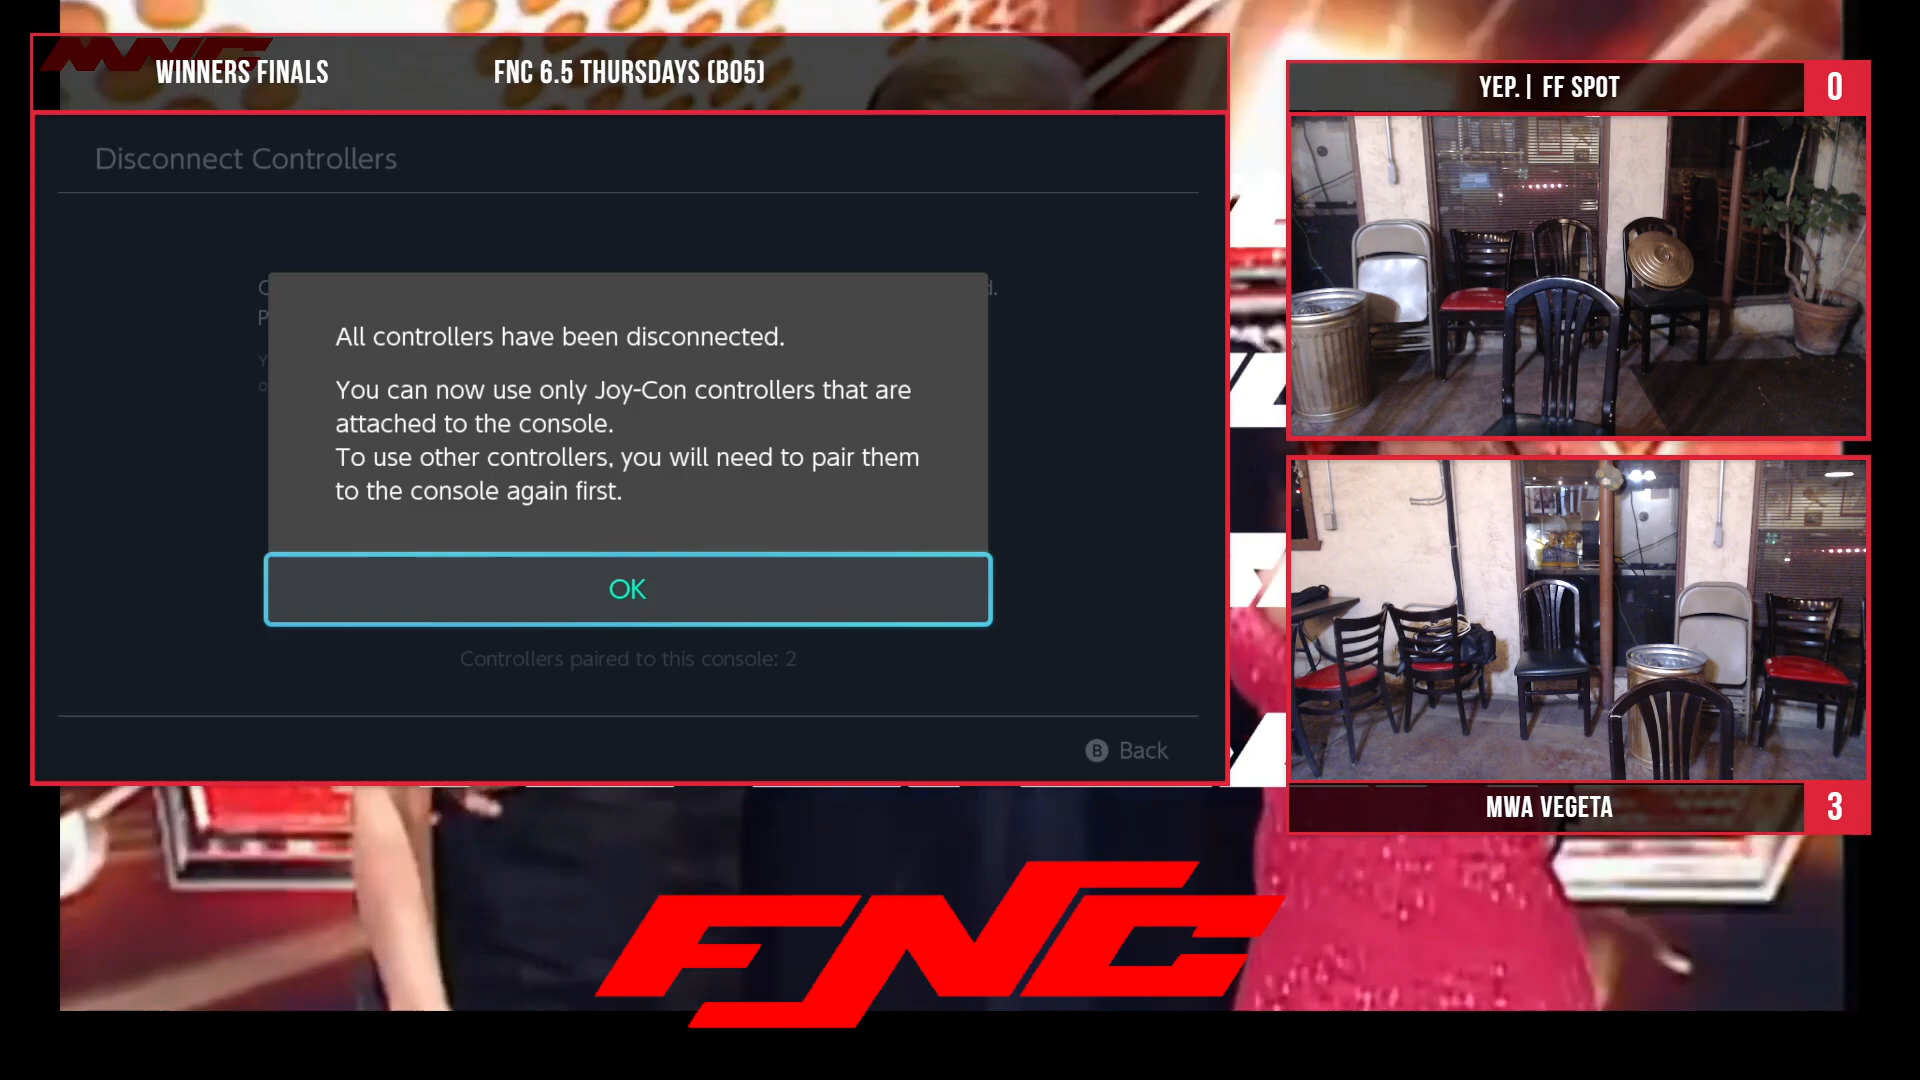 MNC
WINNERS FINALS
FNC 6.5 THURSDAYS (BO5)
YEP. | FF SPOT
0
Disconnect Controllers
All controllers have been disconnected.
You can now use only Joy-Con controllers that are
attached to the console.
To use other controllers, you will need to pair them
to the console again first.
OK
Controllers paired to this console: 2
B Back
MWA VEGETA
3
FNC